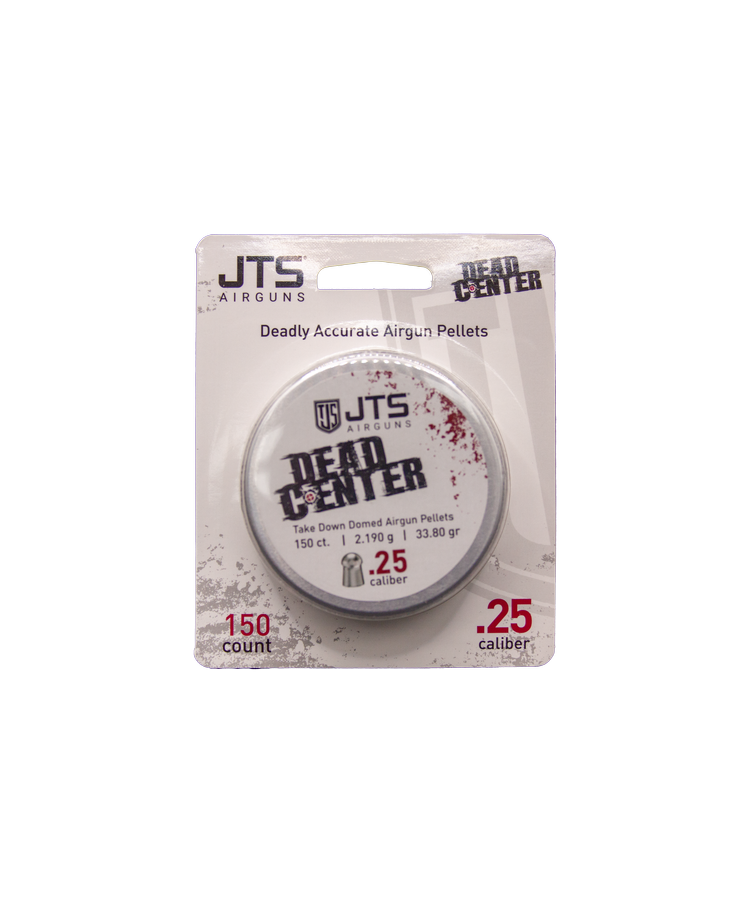 JTS
AIRGUNS
DEAD
CENTER
Deadly Accurate Airgun Pellets
JTS JTS
AIRGUNS
DEAD
CENTER
Take Down Domed Airgun Pellets
150 ct. | 2.190 g | 33.80 gr
.25
caliber
150
count
.25
caliber